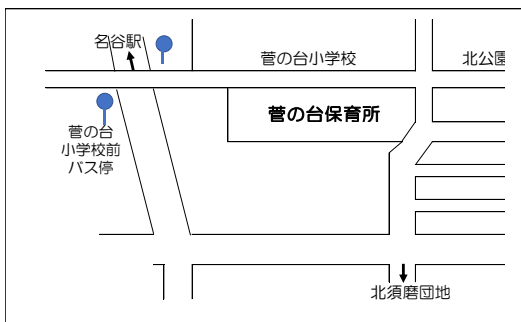 名谷駅
菅の台小学校
北公園
菅の台保育所
菅の台
小学校前
バス停
北須磨団地